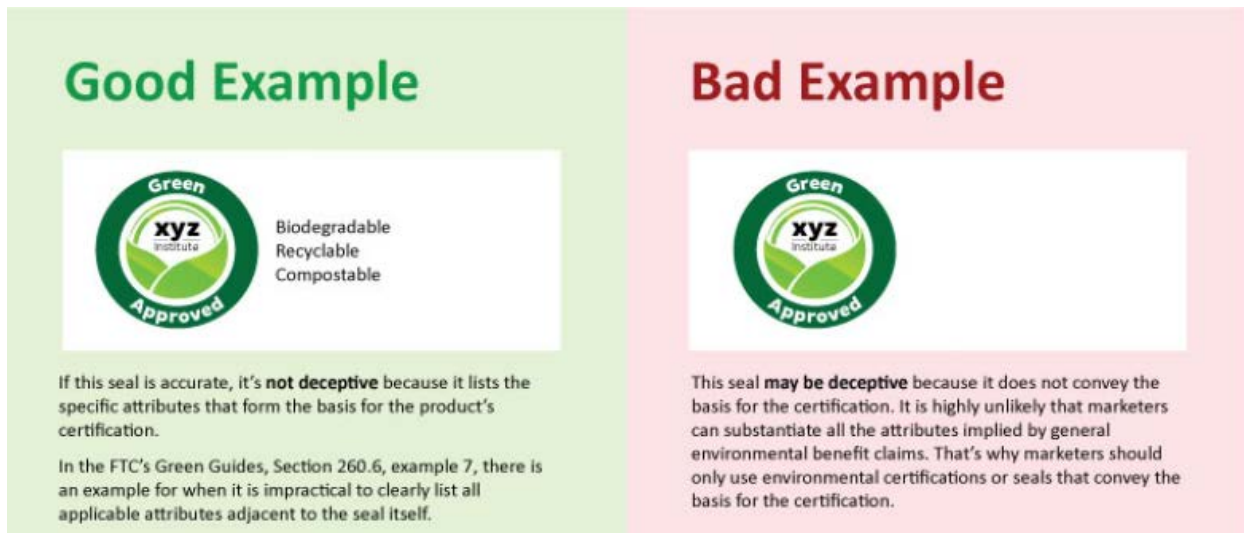 Good Example
Green
xyz
Institute
Approved
Biodegradable
Recyclable
Compostable
If this seal is accurate, it's not deceptive because it lists the
specific attributes that form the basis for the product's
certification.
In the FTC's Green Guides, Section 260.6, example 7, there is
an example for when it is impractical to clearly list all
applicable attributes adjacent to the seal itself.
Bad Example
Green
xyz
Institute
Approved
This seal may be deceptive because it does not convey the
basis for the certification. It is highly unlikely that marketers
can substantiate all the attributes implied by general
environmental benefit claims. That's why marketers should
only use environmental certifications or seals that convey the
basis for the certification.